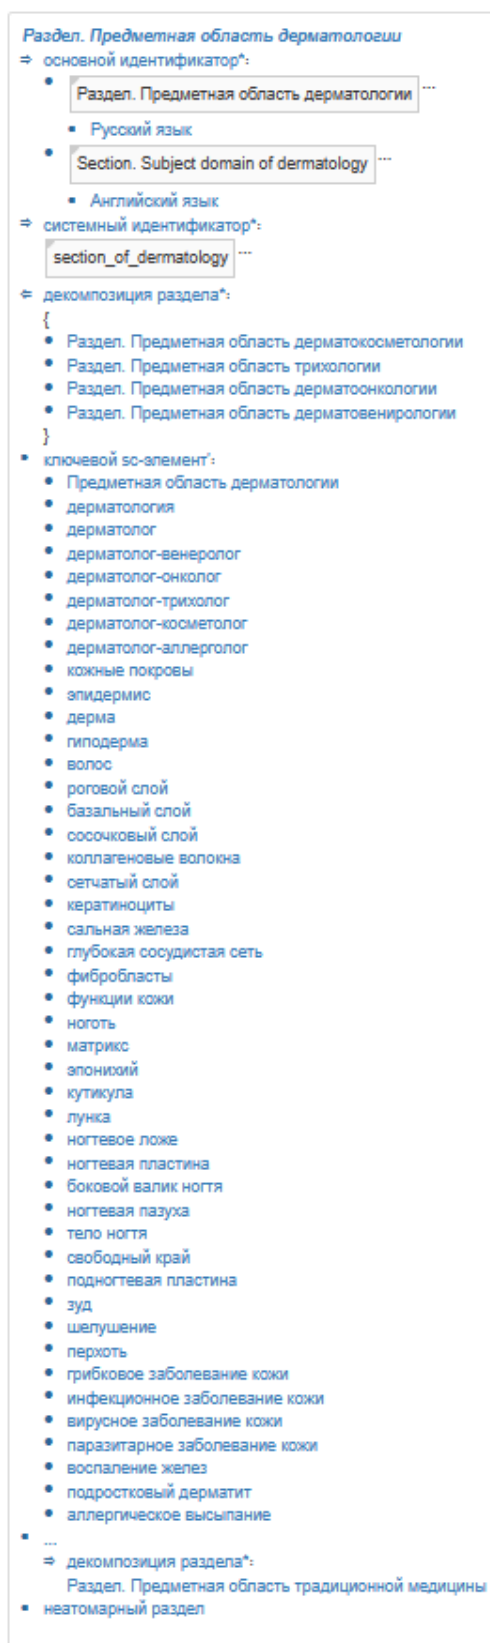 Раздел. Предметная область дерматологии
⇒ основной идентификатор*:
• Раздел. Предметная область дерматологии ...
▪ Русский язык
• Section. Subject domain of dermatology ...
▪ Английский язык
⇒ системный идентификатор*:
section_of_dermatology ...
⇐ декомпозиция раздела*:
{
• Раздел. Предметная область дерматокосметологии
• Раздел. Предметная область трихологии
• Раздел. Предметная область дерматоонкологии
• Раздел. Предметная область дерматовенирологии
}
• ключевой sc-элемент':
• Предметная область дерматологии
• дерматология
• дерматолог
• дерматолог-венеролог
• дерматолог-онколог
• дерматолог-трихолог
• дерматолог-косметолог
• дерматолог-аллерголог
• кожные покровы
• эпидермис
• дерма
• гиподерма
• волос
• роговой слой
• базальный слой
• сосочковый слой
• коллагеновые волокна
• сетчатый слой
• кератиноциты
• сальная железа
• глубокая сосудистая сеть
• фибробласты
• функции кожи
• ноготь
• матрикс
• эпонихий
• кутикула
• лунка
• ногтевое ложе
• ногтевая пластина
• боковой валик ногтя
• ногтевая пазуха
• тело ногтя
• свободный край
• подногтевая пластина
• зуд
• шелушение
• перхоть
• грибковое заболевание кожи
• инфекционное заболевание кожи
• вирусное заболевание кожи
• паразитарное заболевание кожи
• воспаление желез
• подростковый дерматит
• аллергическое высыпание
▪ ...
⇒ декомпозиция раздела*:
Раздел. Предметная область традиционной медицины
▪ неатомарный раздел